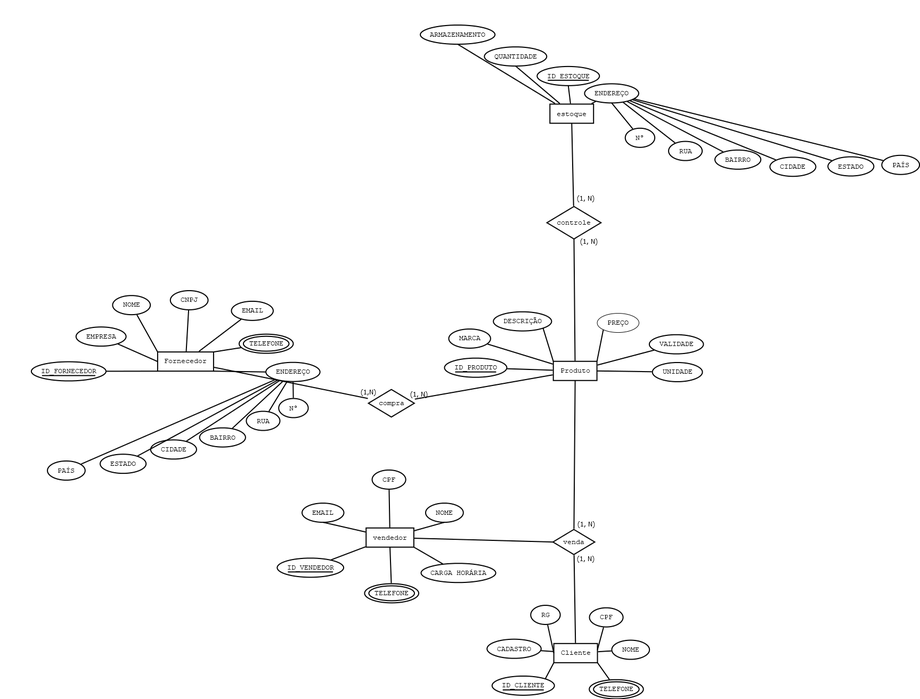 ARMAZENAMENTO
QUANTIDADE
ID_ESTOQUE
ENDEREÇO
estoque
N°
RUA
BAIRRO
CIDADE
ESTADO
PAÍS
(1, N)
controle
(1, N)
NOME
CNPJ
EMAIL
EMPRESA
TELEFONE
Fornecedor
ID_FORNECEDOR
ENDEREÇO
N°
RUA
BAIRRO
CIDADE
ESTADO
PAÍS
(1,N)
compra
(1, N)
DESCRIÇÃO
PREÇO
MARCA
VALIDADE
ID_PRODUTO
Produto
UNIDADE
CPF
EMAIL
NOME
vendedor
ID_VENDEDOR
CARGA HORÁRIA
TELEFONE
(1, N)
venda
(1, N)
RG
CPF
CADASTRO
Cliente
NOME
ID_CLIENTE
TELEFONE